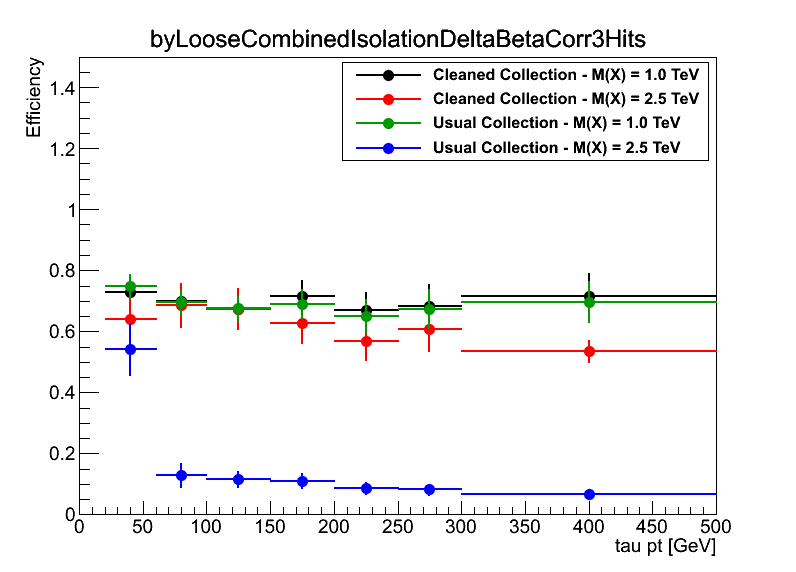 byLooseCombinedIsolationDeltaBetaCorr3Hits
Efficiency
Cleaned Collection - M(X) = 1.0 TeV
Cleaned Collection - M(X) = 2.5 TeV
Usual Collection - M(X) = 1.0 TeV
Usual Collection - M(X) = 2.5 TeV
1.4
1.2
1
0.8
0.6
0.4
0.2
0
0 50 100 150 200 250 300 350 400 450 500
tau pt [GeV]